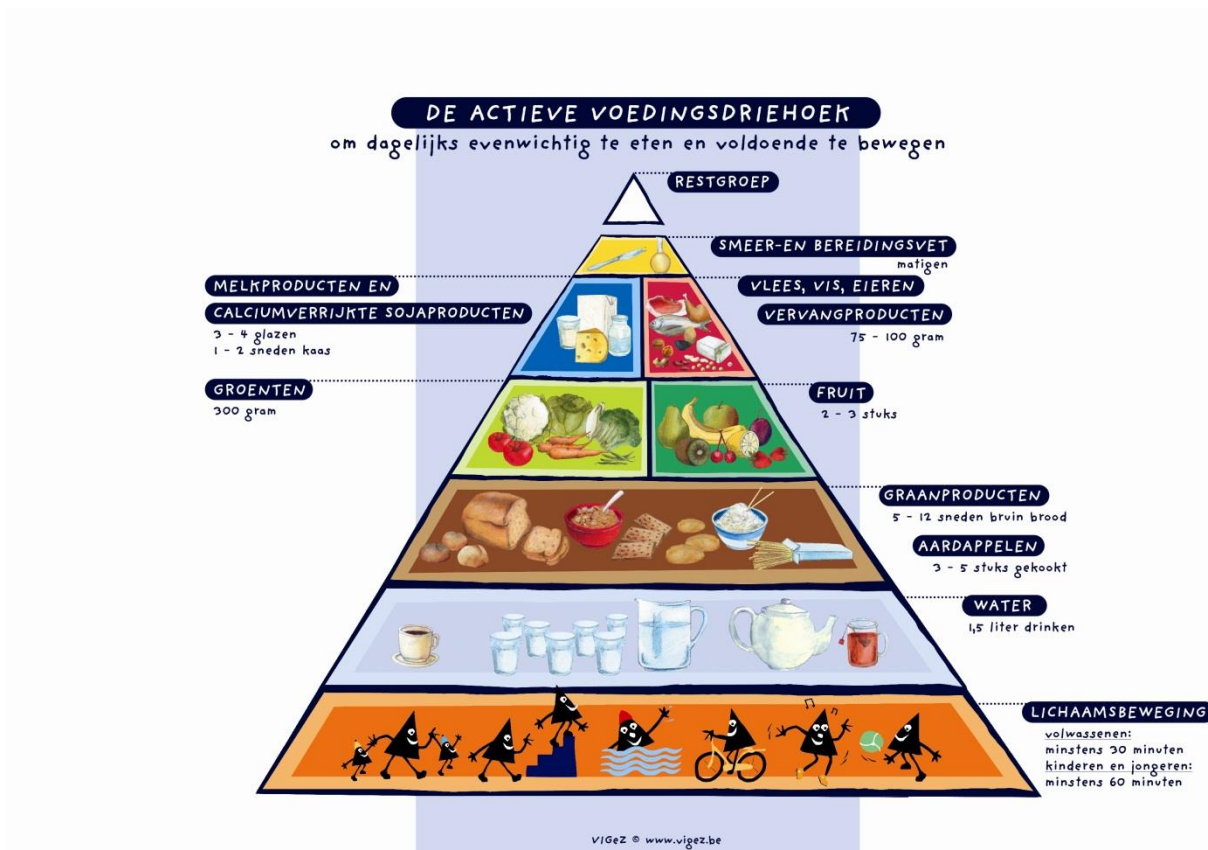 DE ACTIEVE VOEDINGSDRIEHOEK
om dagelijks evenwichtig te eten en voldoende te bewegen
RESTGROEP
SMEER-EN BEREIDINGSVET
matigen
MELKPRODUCTEN EN
CALCIUMVERRIJKTE SOJAPRODUCTEN
3 - 4 glazen
1 - 2 sneden kaas
VLEES, VIS, EIEREN
VERVANGPRODUCTEN
75 - 100 gram
GROENTEN
300 gram
FRUIT
2 - 3 stuks
GRAANPRODUCTEN
5 - 12 sneden bruin brood
AARDAPPELEN
3 - 5 stuks gekookt
WATER
1,5 liter drinken
LICHAAMSBEWEGING
volwassenen:
minstens 30 minuten
kinderen en jongeren:
minstens 60 minuten
VIGeZ © www.vigez.be